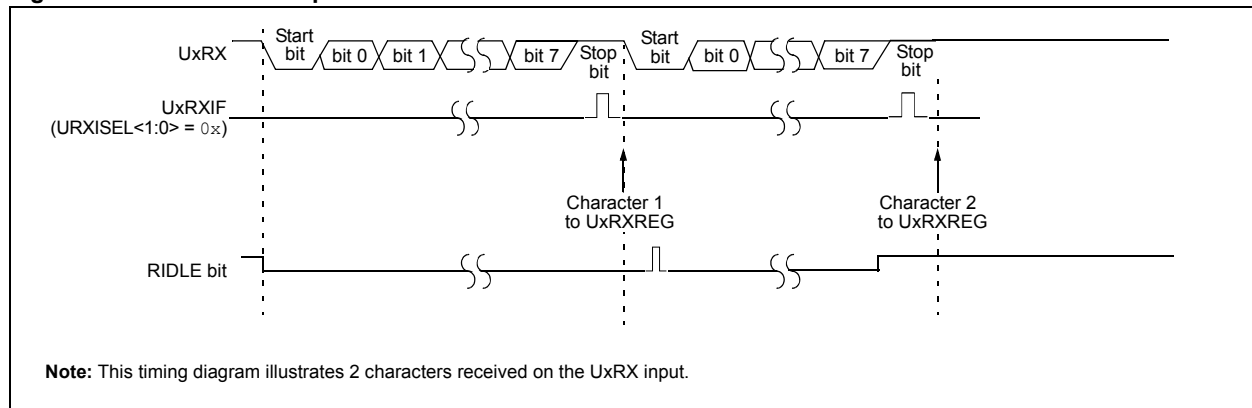 Start
bit
bit 0
bit 1
bit 7
Stop
bit
Start
bit
bit 0
bit 7
Stop
bit
UxRX
UxRXIF
(URXISEL<1:0> = 0x)
Character 1
to UxRXREG
Character 2
to UxRXREG
RIDLE bit
Note: This timing diagram illustrates 2 characters received on the UxRX input.